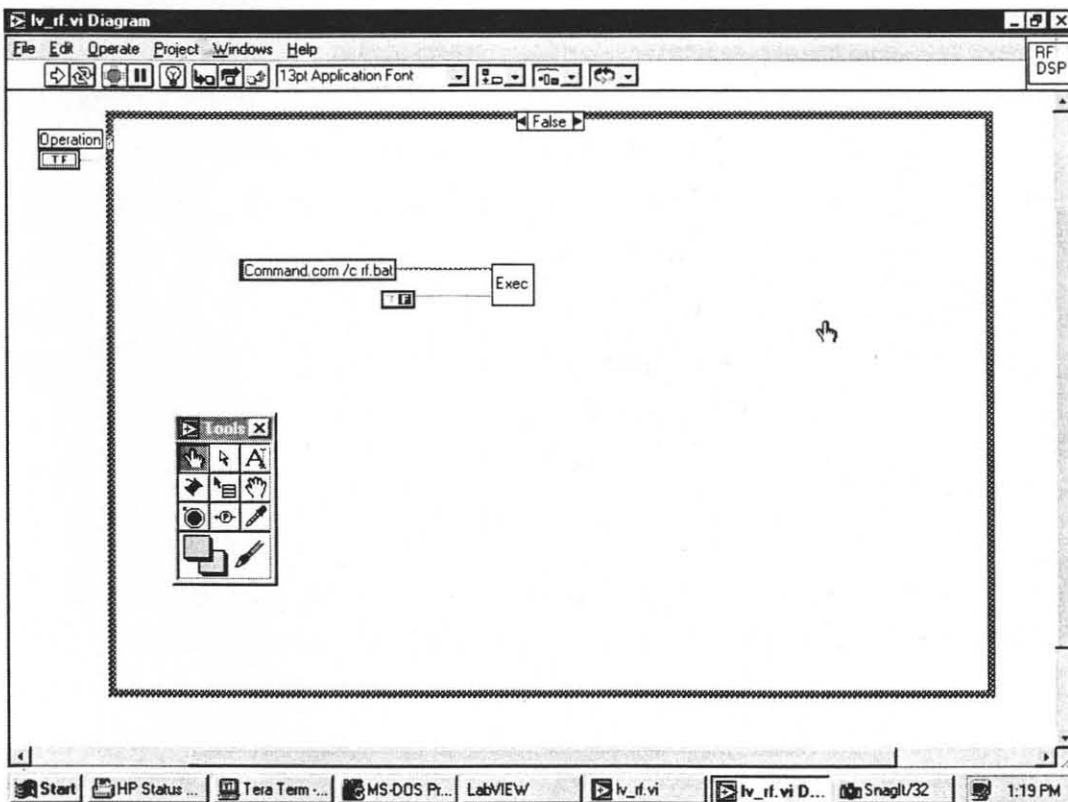 lv_rf.vi Diagram
File Edit Operate Project Windows Help
13pt Application Font
RF
DSP
False
Operation
T F
Command.com /c rf.bat
Exec
T F
Tools
Start
HP Status ...
Tera Term -...
MS-DOS Pr...
LabVIEW
lv_rf.vi
lv_rf.vi D...
SnagIt/32
1:19 PM